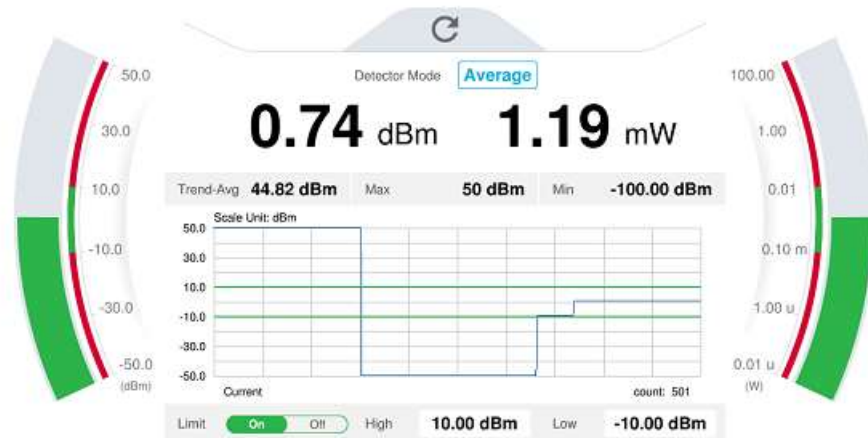 Detector Mode Average
0.74 dBm 1.19 mW
Trend-Avg 44.82 dBm Max 50 dBm Min -100.00 dBm
Scale Unit: dBm
50.0
30.0
10.0
-10.0
-30.0
-50.0
Current count: 501
Limit On Off High 10.00 dBm Low -10.00 dBm
50.0
30.0
10.0
-10.0
-30.0
-50.0
(dBm)
100.00
1.00
0.01
0.10 m
1.00 u
0.01 u
(W)